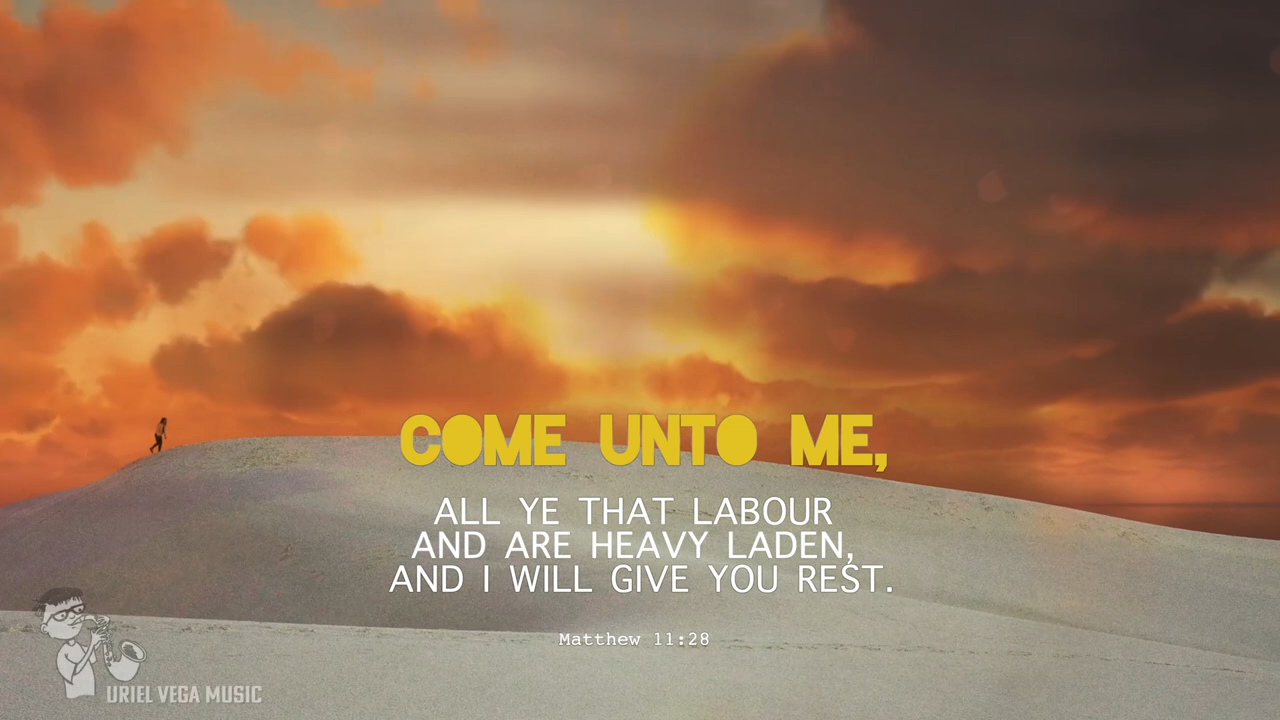 COME UNTO ME,
ALL YE THAT LABOUR
AND ARE HEAVY LADEN,
AND I WILL GIVE YOU REST.
Matthew 11:28
URIEL VEGA MUSIC